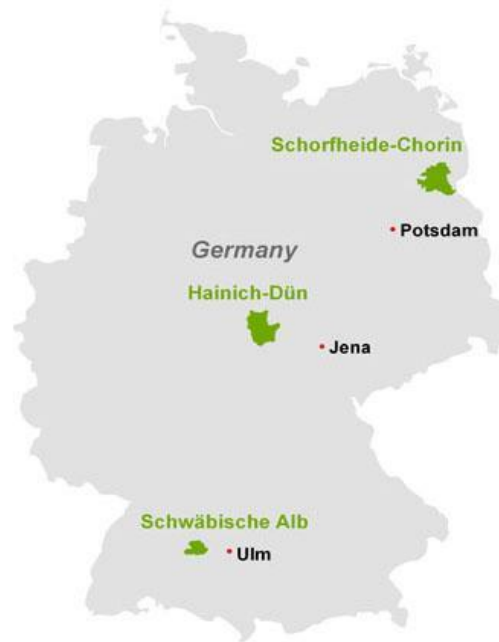 Schorfheide-Chorin
Potsdam
Germany
Hainich-Dün
Jena
Schwäbische Alb
Ulm